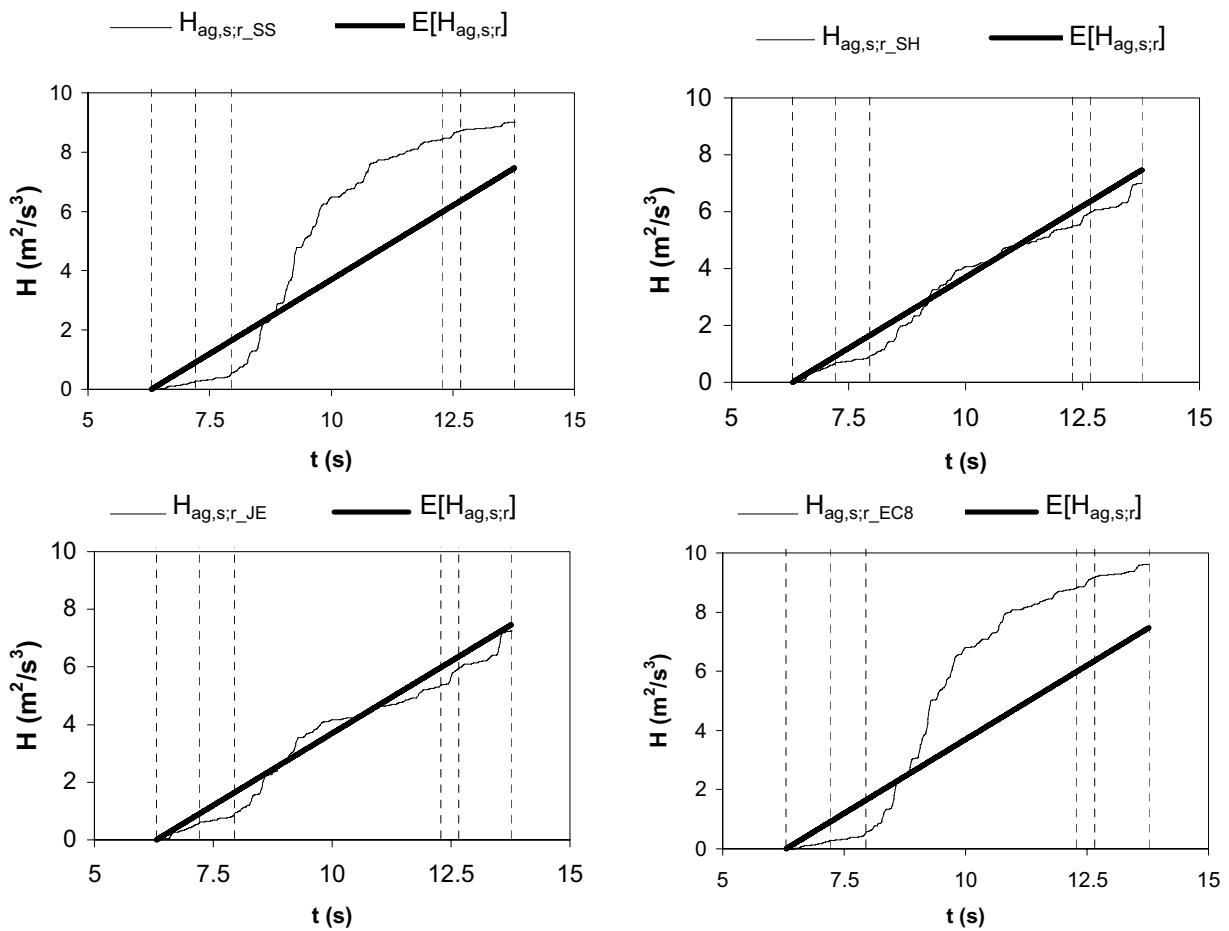 H_ag,s;r_SS E[H_ag,s;r]
H (m²/s³)
10
8
6
4
2
0
5 7.5 10 12.5 15
t (s)
H_ag,s;r_SH E[H_ag,s;r]
H (m²/s³)
10
8
6
4
2
0
5 7.5 10 12.5 15
t (s)
H_ag,s;r_JE E[H_ag,s;r]
H (m²/s³)
10
8
6
4
2
0
5 7.5 10 12.5 15
t (s)
H_ag,s;r_EC8 E[H_ag,s;r]
H (m²/s³)
10
8
6
4
2
0
5 7.5 10 12.5 15
t (s)